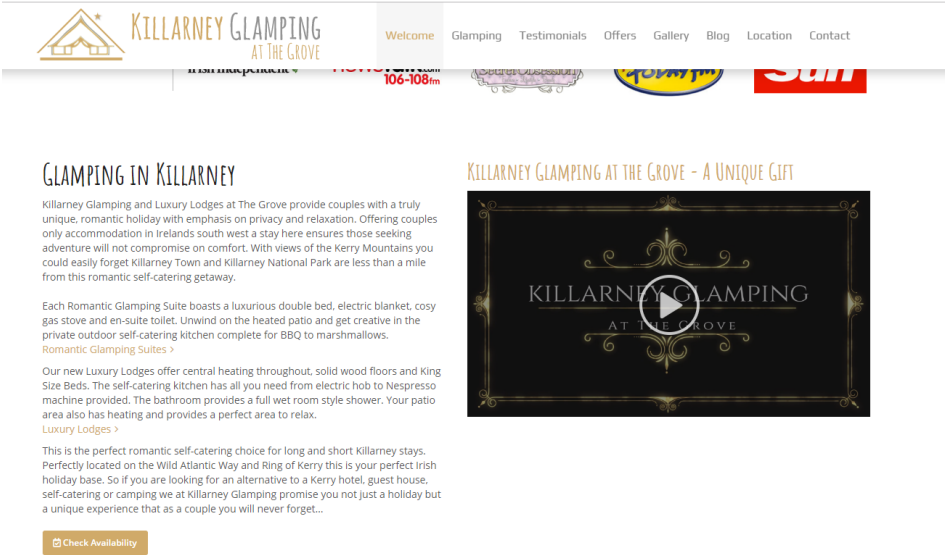 KILLARNEY GLAMPING
AT THE GROVE
Welcome
Glamping
Testimonials
Offers
Gallery
Blog
Location
Contact
Irish Independent
newstalk.com
106-108fm
Secret Obsession
TODAY fm
Sun
GLAMPING IN KILLARNEY
Killarney Glamping and Luxury Lodges at The Grove provide couples with a truly
unique, romantic holiday with emphasis on privacy and relaxation. Offering couples
only accommodation in Irelands south west a stay here ensures those seeking
adventure will not compromise on comfort. With views of the Kerry Mountains you
could easily forget Killarney Town and Killarney National Park are less than a mile
from this romantic self-catering getaway.
Each Romantic Glamping Suite boasts a luxurious double bed, electric blanket, cosy
gas stove and en-suite toilet. Unwind on the heated patio and get creative in the
private outdoor self-catering kitchen complete for BBQ to marshmallows.
Romantic Glamping Suites >
Our new Luxury Lodges offer central heating throughout, solid wood floors and King
Size Beds. The self-catering kitchen has all you need from electric hob to Nespresso
machine provided. The bathroom provides a full wet room style shower. Your patio
area also has heating and provides a perfect area to relax.
Luxury Lodges >
This is the perfect romantic self-catering choice for long and short Killarney stays.
Perfectly located on the Wild Atlantic Way and Ring of Kerry this is your perfect Irish
holiday base. So if you are looking for an alternative to a Kerry hotel, guest house,
self-catering or camping we at Killarney Glamping promise you not just a holiday but
a unique experience that as a couple you will never forget...
Check Availability
KILLARNEY GLAMPING AT THE GROVE - A UNIQUE GIFT
KILLARNEY GLAMPING
AT THE GROVE